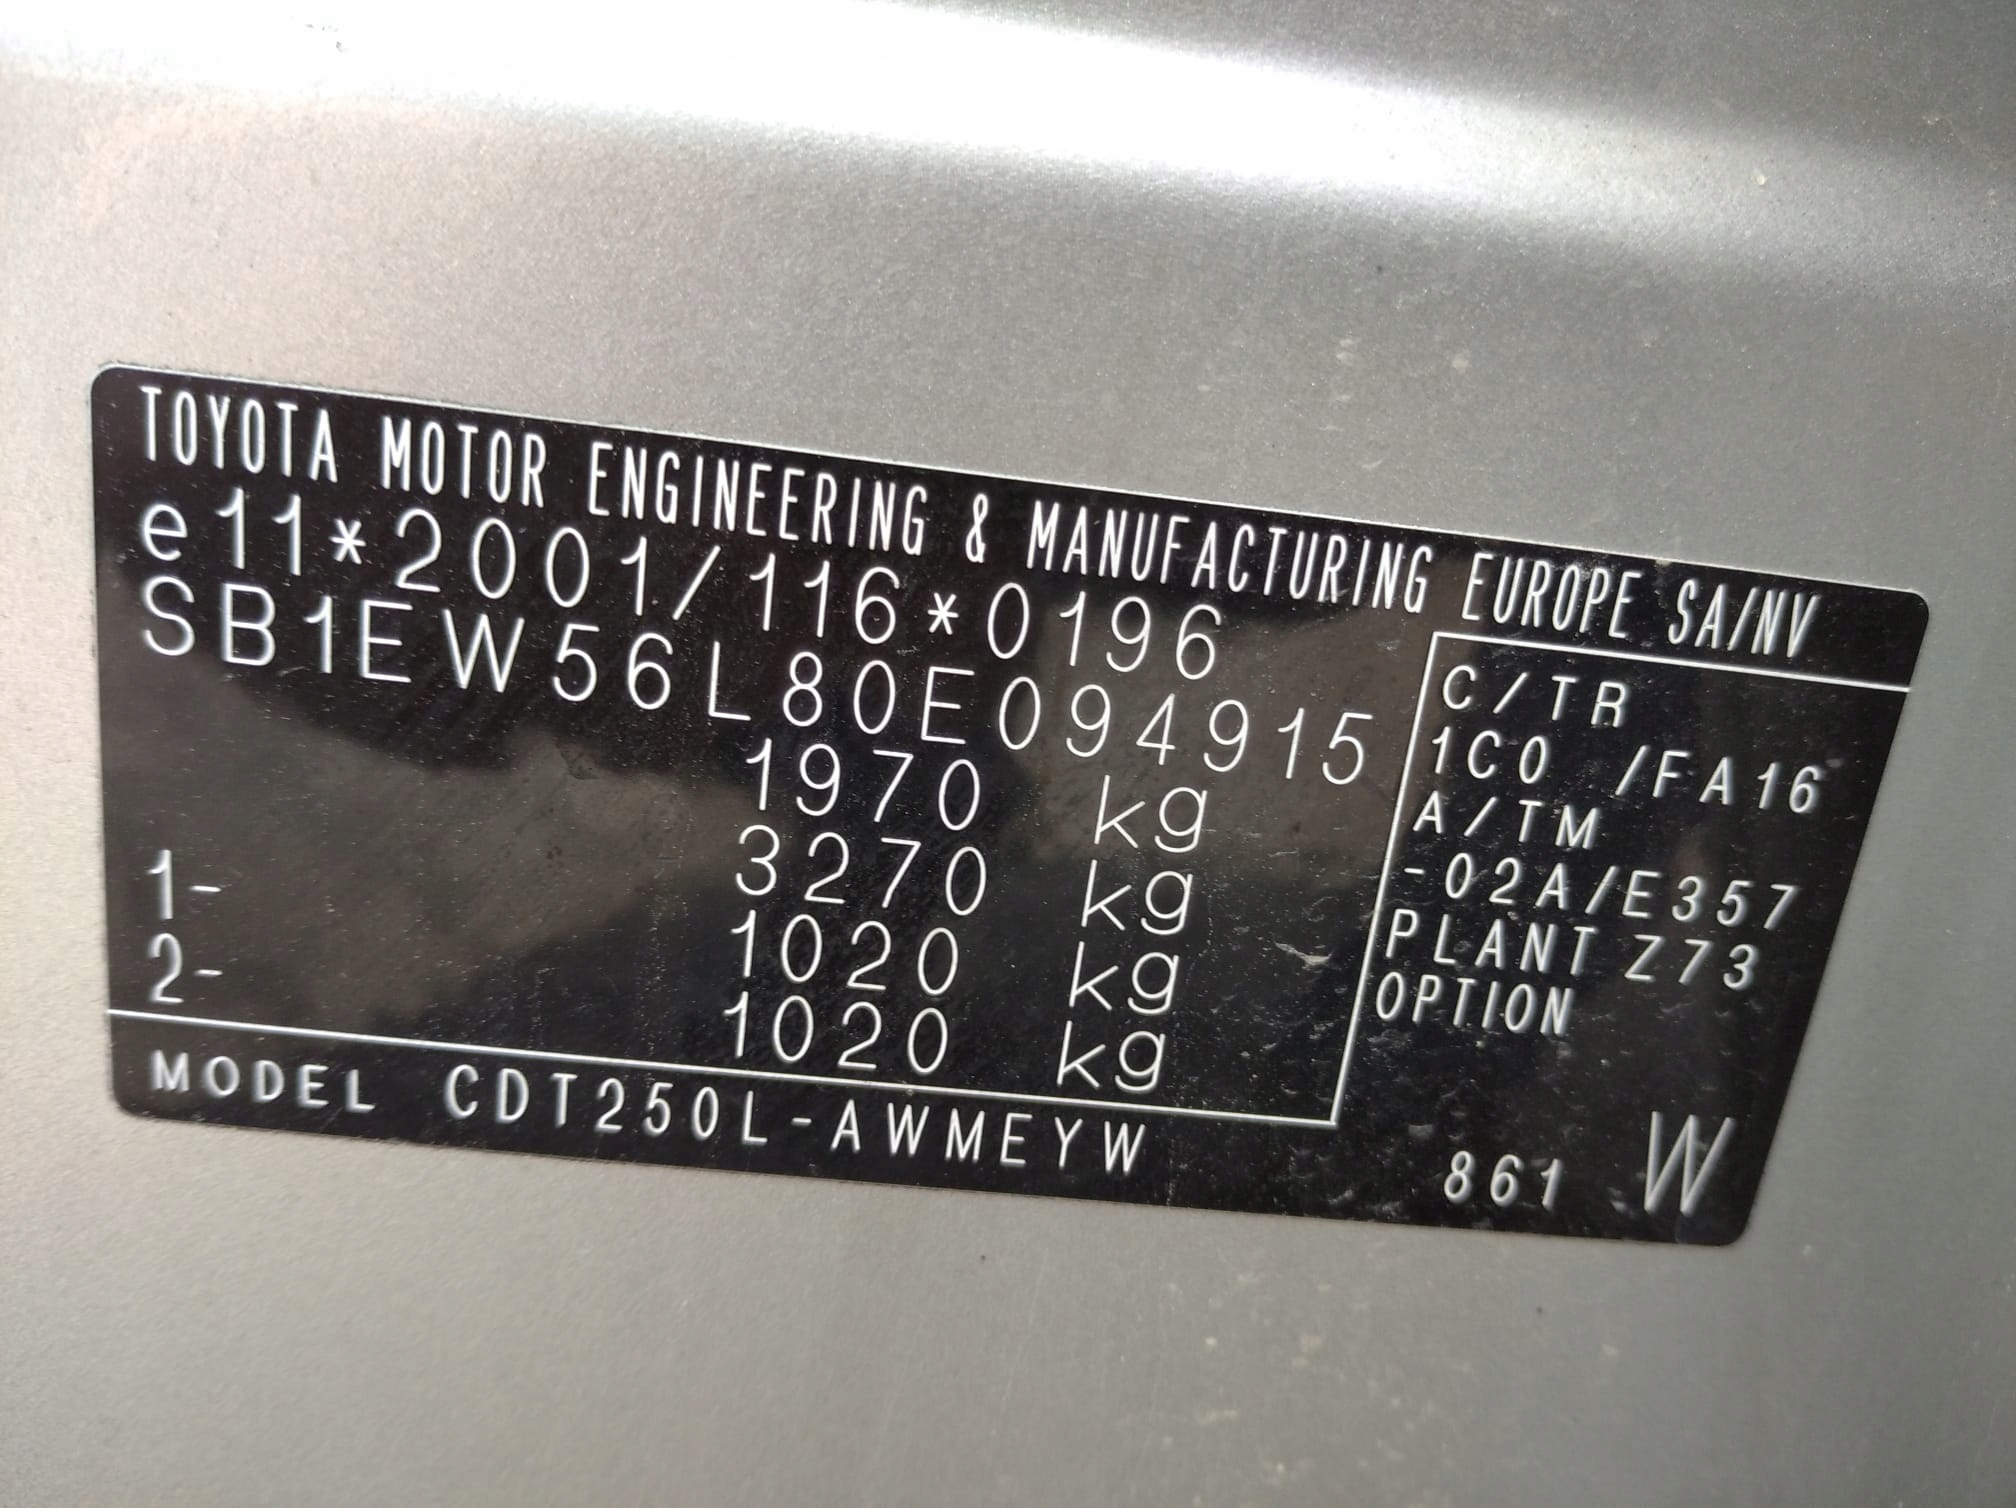 TOYOTA MOTOR ENGINEERING & MANUFACTURING EUROPE SA/NV
e11*2001/116*0196
SB1EW56L80E094915
1970 kg
3270 kg
1- 1020 kg
2- 1020 kg
MODEL CDT250L-AWMEYW
C/TR
1C0 /FA16
A/TM
-02A/E357
PLANT Z73
OPTION
861 W